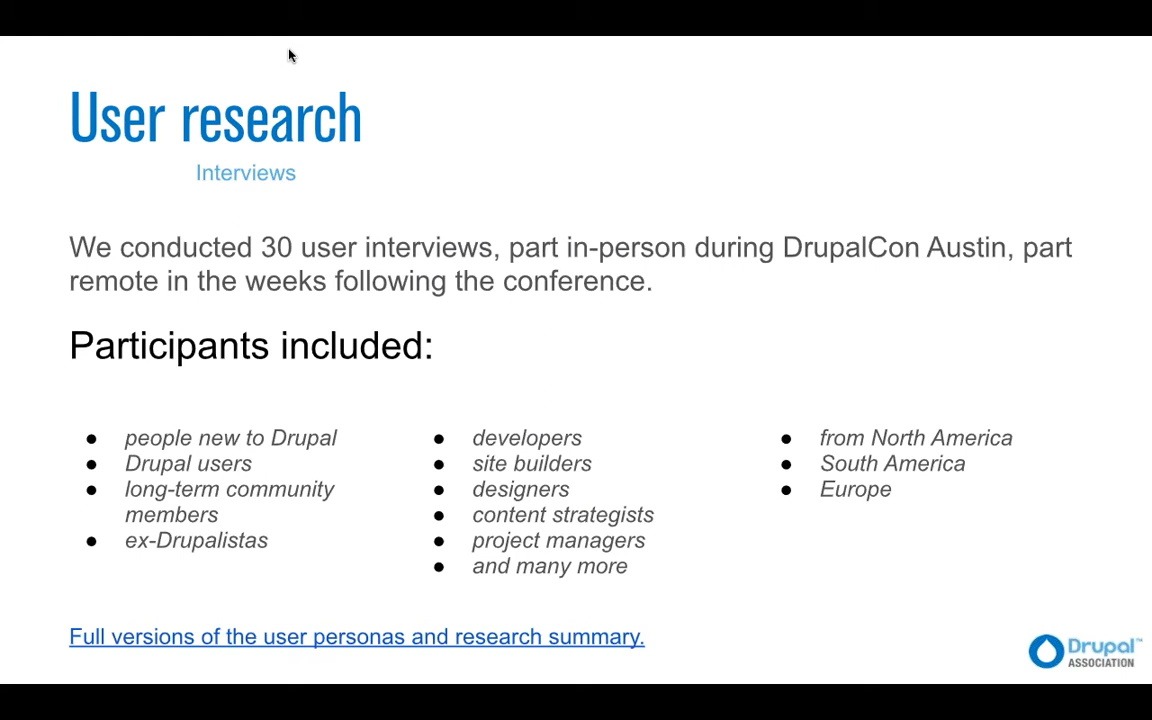 User research
Interviews
We conducted 30 user interviews, part in-person during DrupalCon Austin, part
remote in the weeks following the conference.
Participants included:
● people new to Drupal
● Drupal users
● long-term community
members
● ex-Drupalistas
● developers
● site builders
● designers
● content strategists
● project managers
● and many more
● from North America
● South America
● Europe
Full versions of the user personas and research summary.
Drupal™
ASSOCIATION